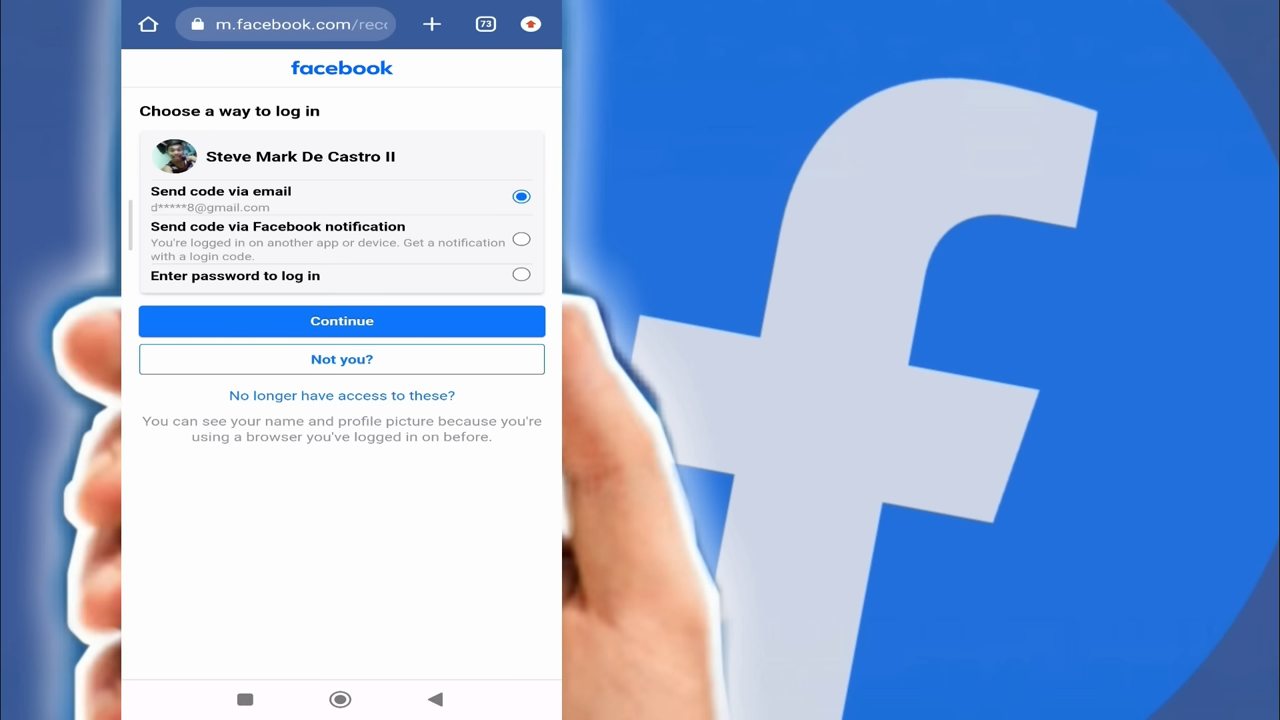 m.facebook.com/rec
73
facebook
Choose a way to log in
Steve Mark De Castro II
Send code via email
d*****8@gmail.com
Send code via Facebook notification
You're logged in on another app or device. Get a notification
with a login code.
Enter password to log in
Continue
Not you?
No longer have access to these?
You can see your name and profile picture because you're
using a browser you've logged in on before.